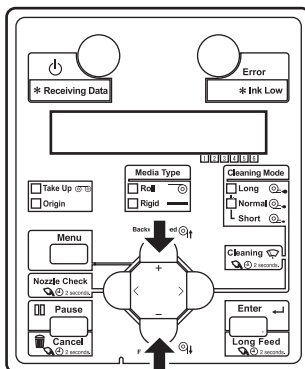 Error
* Receiving Data
* Ink Low
1 2 3 4 5 6
Media Type
Cleaning Mode
Roll
Long
Take Up
Rigid
Normal
Origin
Short
Menu
+
Cleaning
2 seconds.
Nozzle Check
2 seconds.
< >
Pause
−
Enter
Cancel
2 seconds.
Long Feed
2 seconds.